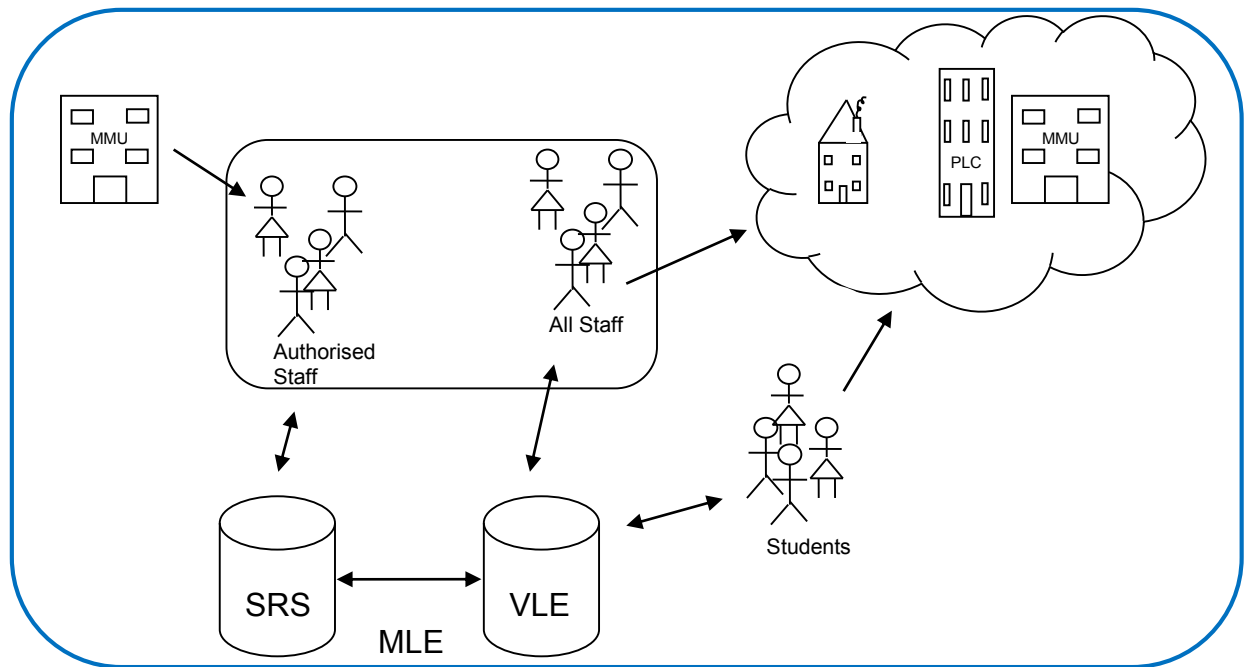 MMU
PLC
MMU
All Staff
Authorised
Staff
Students
SRS
VLE
MLE